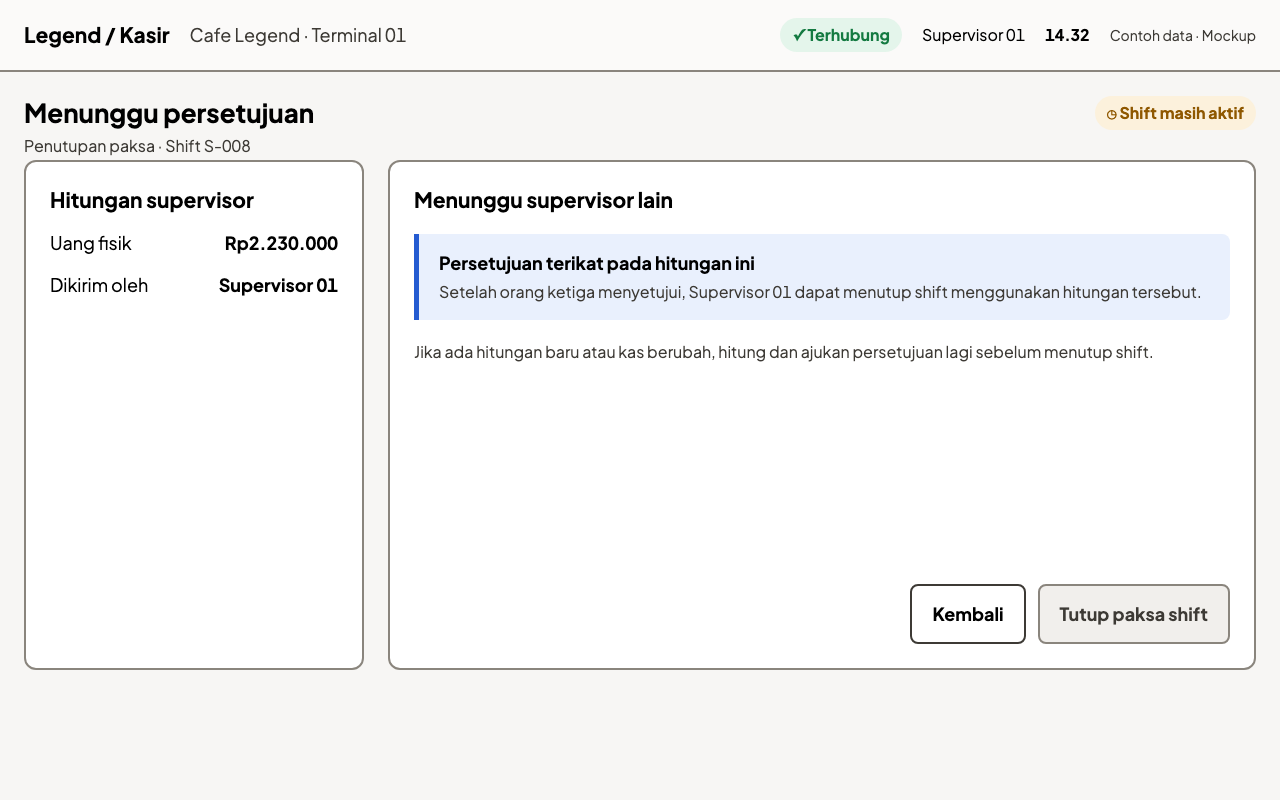 Legend / Kasir Cafe Legend · Terminal 01 ✓Terhubung Supervisor 01 14.32 Contoh data · Mockup
Menunggu persetujuan
◷ Shift masih aktif
Penutupan paksa · Shift S-008
Hitungan supervisor
Uang fisik Rp2.230.000
Dikirim oleh Supervisor 01
Menunggu supervisor lain
Persetujuan terikat pada hitungan ini
Setelah orang ketiga menyetujui, Supervisor 01 dapat menutup shift menggunakan hitungan tersebut.
Jika ada hitungan baru atau kas berubah, hitung dan ajukan persetujuan lagi sebelum menutup shift.
Kembali Tutup paksa shift